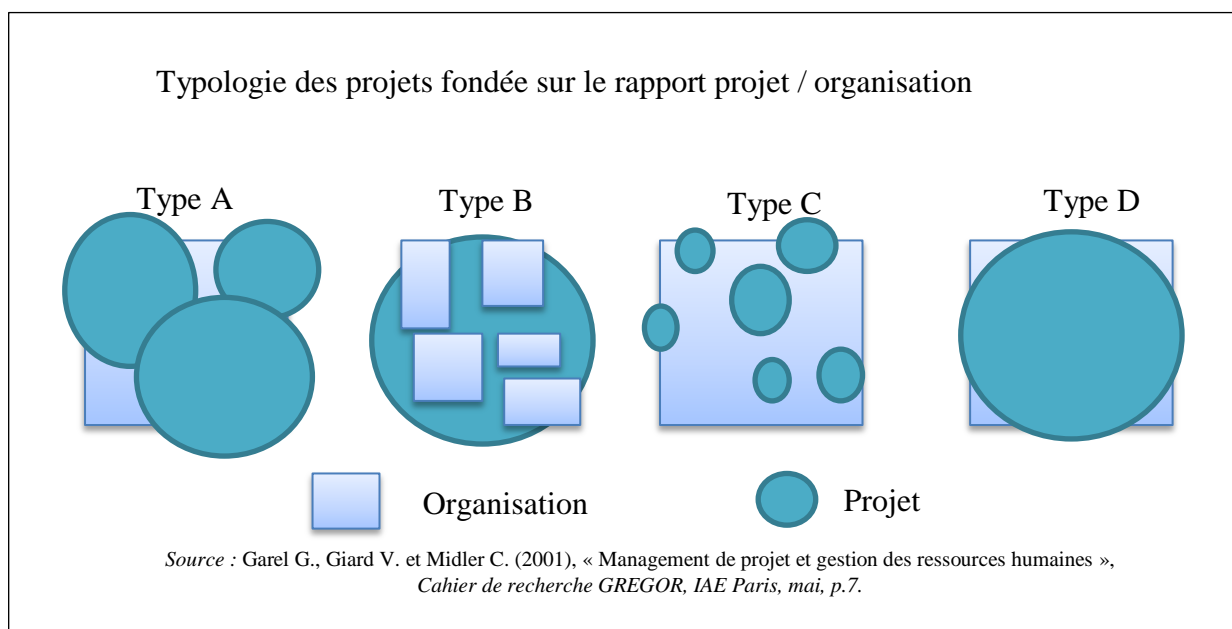 Typologie des projets fondée sur le rapport projet / organisation
Type A
Type B
Type C
Type D
Organisation
Projet
Source : Garel G., Giard V. et Midler C. (2001), « Management de projet et gestion des ressources humaines »,
Cahier de recherche GREGOR, IAE Paris, mai, p.7.